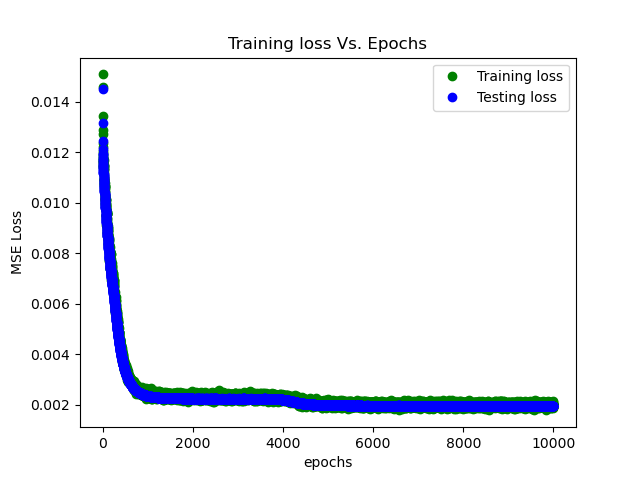 Training loss Vs. Epochs
Training loss
Testing loss
0.014
0.012
0.010
0.008
0.006
0.004
0.002
MSE Loss
0
2000
4000
6000
8000
10000
epochs